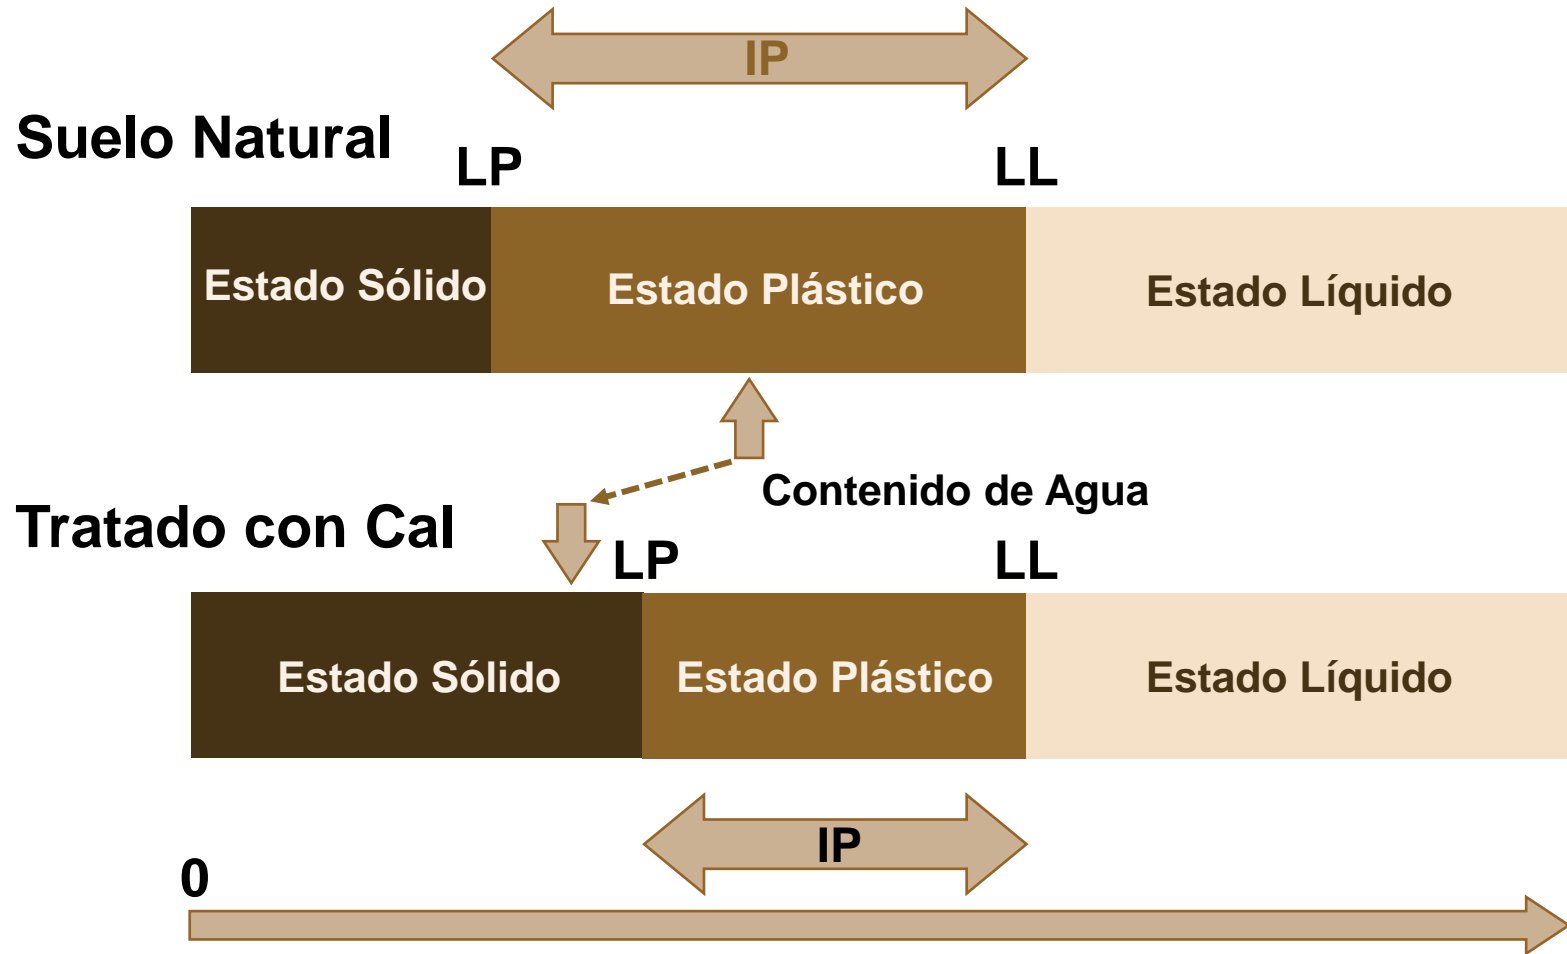 IP
Suelo Natural
LP
LL
Estado Sólido
Estado Plástico
Estado Líquido
Contenido de Agua
Tratado con Cal
LP
LL
Estado Sólido
Estado Plástico
Estado Líquido
IP
0